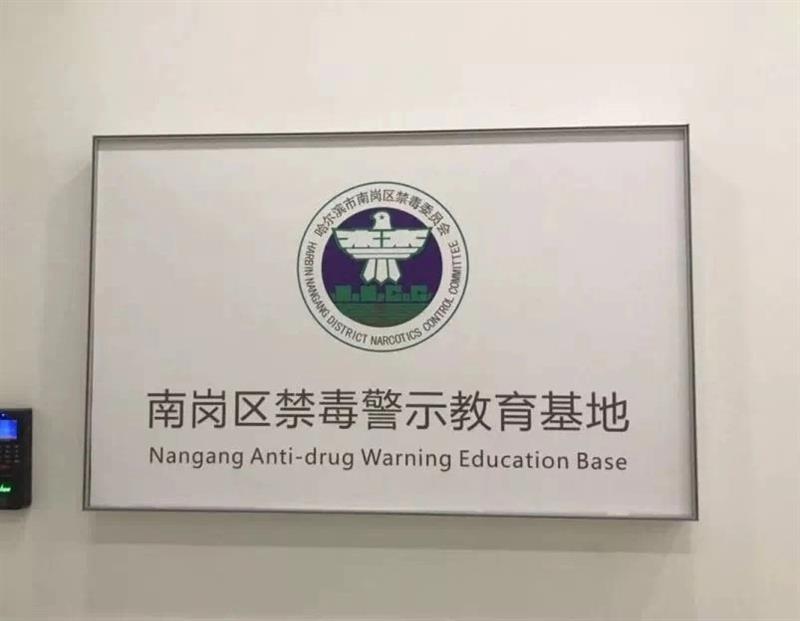 哈尔滨市南岗区禁毒委员会
N.N.C.C
HARBIN NANGANG DISTRICT NARCOTICS CONTROL COMMITTEE
南岗区禁毒警示教育基地
Nangang Anti-drug Warning Education Base